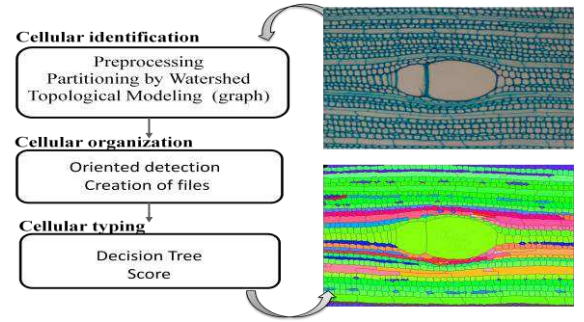 Cellular identification
Preprocessing
Partitioning by Watershed
Topological Modeling (graph)
Cellular organization
Oriented detection
Creation of files
Cellular typing
Decision Tree
Score